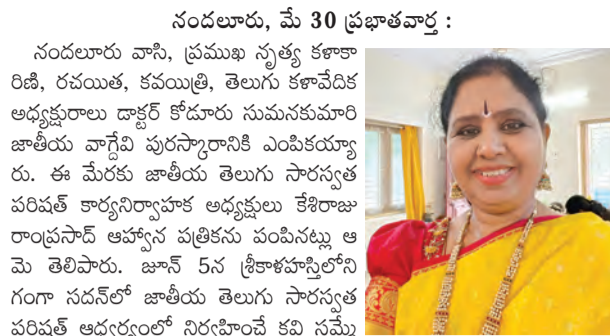 నందలూరు, మే 30 ప్రభాతవార్త :
నందలూరు వాసి, ప్రముఖ నృత్య కళాకా
రిణి, రచయిత, కవయిత్రి, తెలుగు కళావేదిక
అధ్యక్షురాలు డాక్టర్ కోడూరు సుమనకుమారి
జాతీయ వాగ్దేవి పురస్కారానికి ఎంపికయ్యా
రు. ఈ మేరకు జాతీయ తెలుగు సారస్వత
పరిషత్ కార్యనిర్వాహక అధ్యక్షులు కేశిరాజు
రాంప్రసాద్ ఆహ్వాన పత్రికను పంపినట్లు ఆ
మె తెలిపారు. జూన్ 5న శ్రీకాళహస్తిలోని
గంగా సదన్‌లో జాతీయ తెలుగు సారస్వత
పరిషత్ ఆధ్వర్యంలో నిర్వహించే కవి సమ్మే